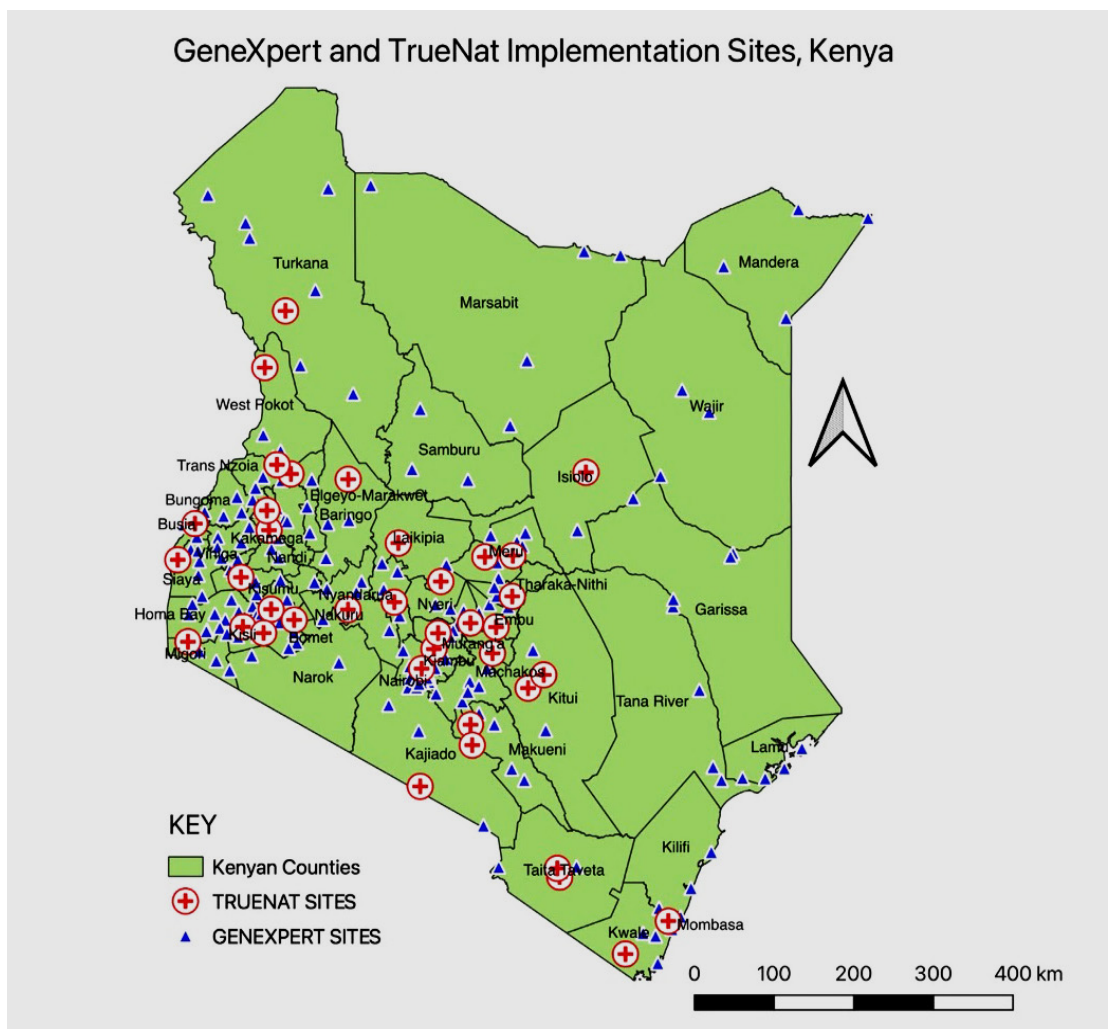 GeneXpert and TrueNat Implementation Sites, Kenya
Turkana
Mandera
Marsabit
West Pokot
Wajir
Samburu
Trans Nzoia
Isiolo
Elgeyo-Marakwet
Bungoma
Baringo
Busia
Kakamega
Laikipia
Vihiga
Nandi
Meru
Siaya
Kisumu
Tharaka-Nithi
Nyandarua
Nyeri
Garissa
Homa Bay
Nakuru
Embu
Kisii
Bomet
Murang'a
Migori
Kiambu
Narok
Nairobi
Machakos
Kitui
Tana River
Kajiado
Makueni
Lamu
KEY
Kilifi
Kenyan Counties
Taita Taveta
TRUENAT SITES
Kwale
Mombasa
GENEXPERT SITES
0 100 200 300 400 km